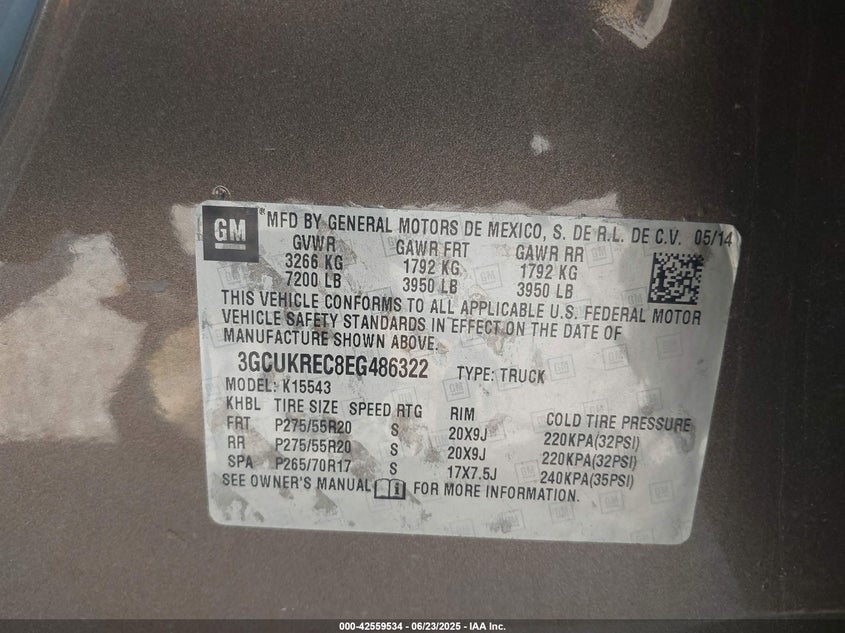 GM
® MFD BY GENERAL MOTORS DE MEXICO, S. DE R.L. DE C.V. 05/14
GVWR GAWR FRT GAWR RR
3266 KG 1792 KG 1792 KG
7200 LB 3950 LB 3950 LB
THIS VEHICLE CONFORMS TO ALL APPLICABLE U.S. FEDERAL MOTOR
VEHICLE SAFETY STANDARDS IN EFFECT ON THE DATE OF
MANUFACTURE SHOWN ABOVE.
3GCUKREC8EG486322 TYPE: TRUCK
MODEL: K15543
KHBL TIRE SIZE SPEED RTG RIM COLD TIRE PRESSURE
FRT P275/55R20 S 20X9J 220KPA(32PSI)
RR P275/55R20 S 20X9J 220KPA(32PSI)
SPA P265/70R17 S 17X7.5J 240KPA(35PSI)
SEE OWNER'S MANUAL FOR MORE INFORMATION.
000-42559534 - 06/23/2025 - IAA Inc.